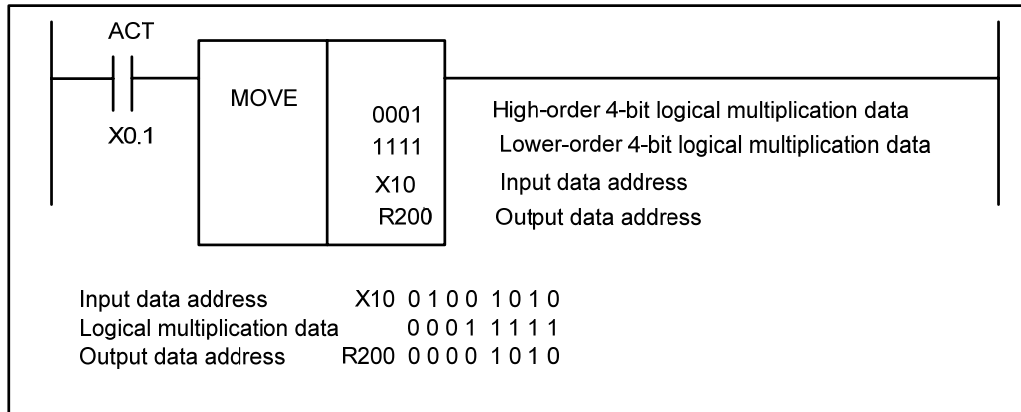 ACT
X0.1
MOVE
0001 High-order 4-bit logical multiplication data
1111 Lower-order 4-bit logical multiplication data
X10 Input data address
R200 Output data address
Input data address X10 0 1 0 0 1 0 1 0
Logical multiplication data 0 0 0 1 1 1 1 1
Output data address R200 0 0 0 0 1 0 1 0